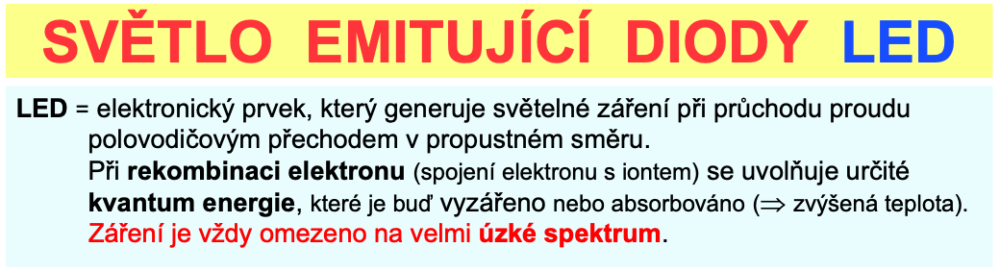 SVĚTLO EMITUJÍCÍ DIODY LED
LED = elektronický prvek, který generuje světelné záření při průchodu proudu
polovodičovým přechodem v propustném směru.
Při rekombinaci elektronu (spojení elektronu s iontem) se uvolňuje určité
kvantum energie, které je buď vyzářeno nebo absorbováno (⇒ zvýšená teplota).
Záření je vždy omezeno na velmi úzké spektrum.